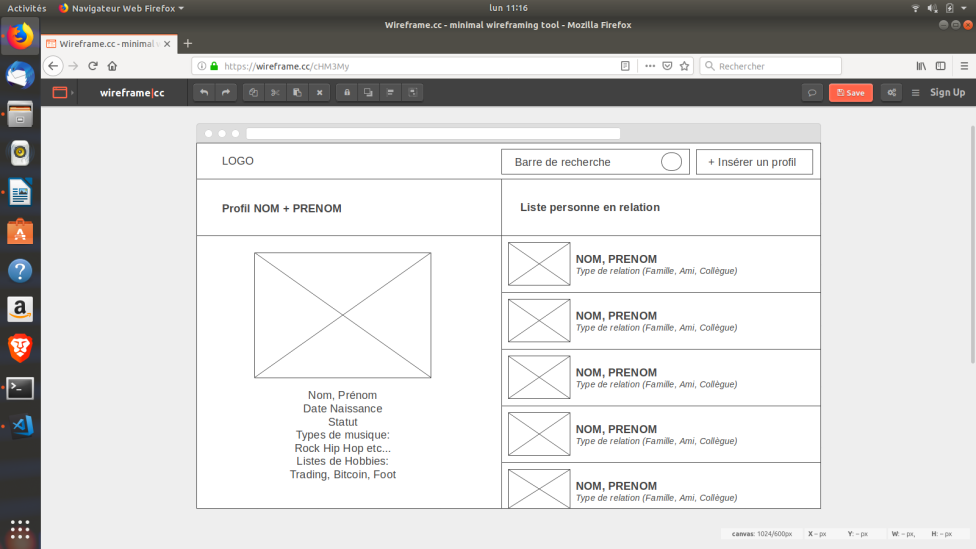 Activités
Navigateur Web Firefox
lun 11:16
Wireframe.cc - minimal wireframing tool - Mozilla Firefox
Wireframe.cc - minimal w
https://wireframe.cc/cHM3My
Rechercher
wireframe|cc
Save
Sign Up
LOGO
Barre de recherche
+ Insérer un profil
Profil NOM + PRENOM
Liste personne en relation
NOM, PRENOM
Type de relation (Famille, Ami, Collègue)
NOM, PRENOM
Type de relation (Famille, Ami, Collègue)
NOM, PRENOM
Type de relation (Famille, Ami, Collègue)
NOM, PRENOM
Type de relation (Famille, Ami, Collègue)
NOM, PRENOM
Type de relation (Famille, Ami, Collègue)
Nom, Prénom
Date Naissance
Statut
Types de musique:
Rock Hip Hop etc...
Listes de Hobbies:
Trading, Bitcoin, Foot
canvas: 1024/600px
X – px
Y: – px
W: – px,
H: – px